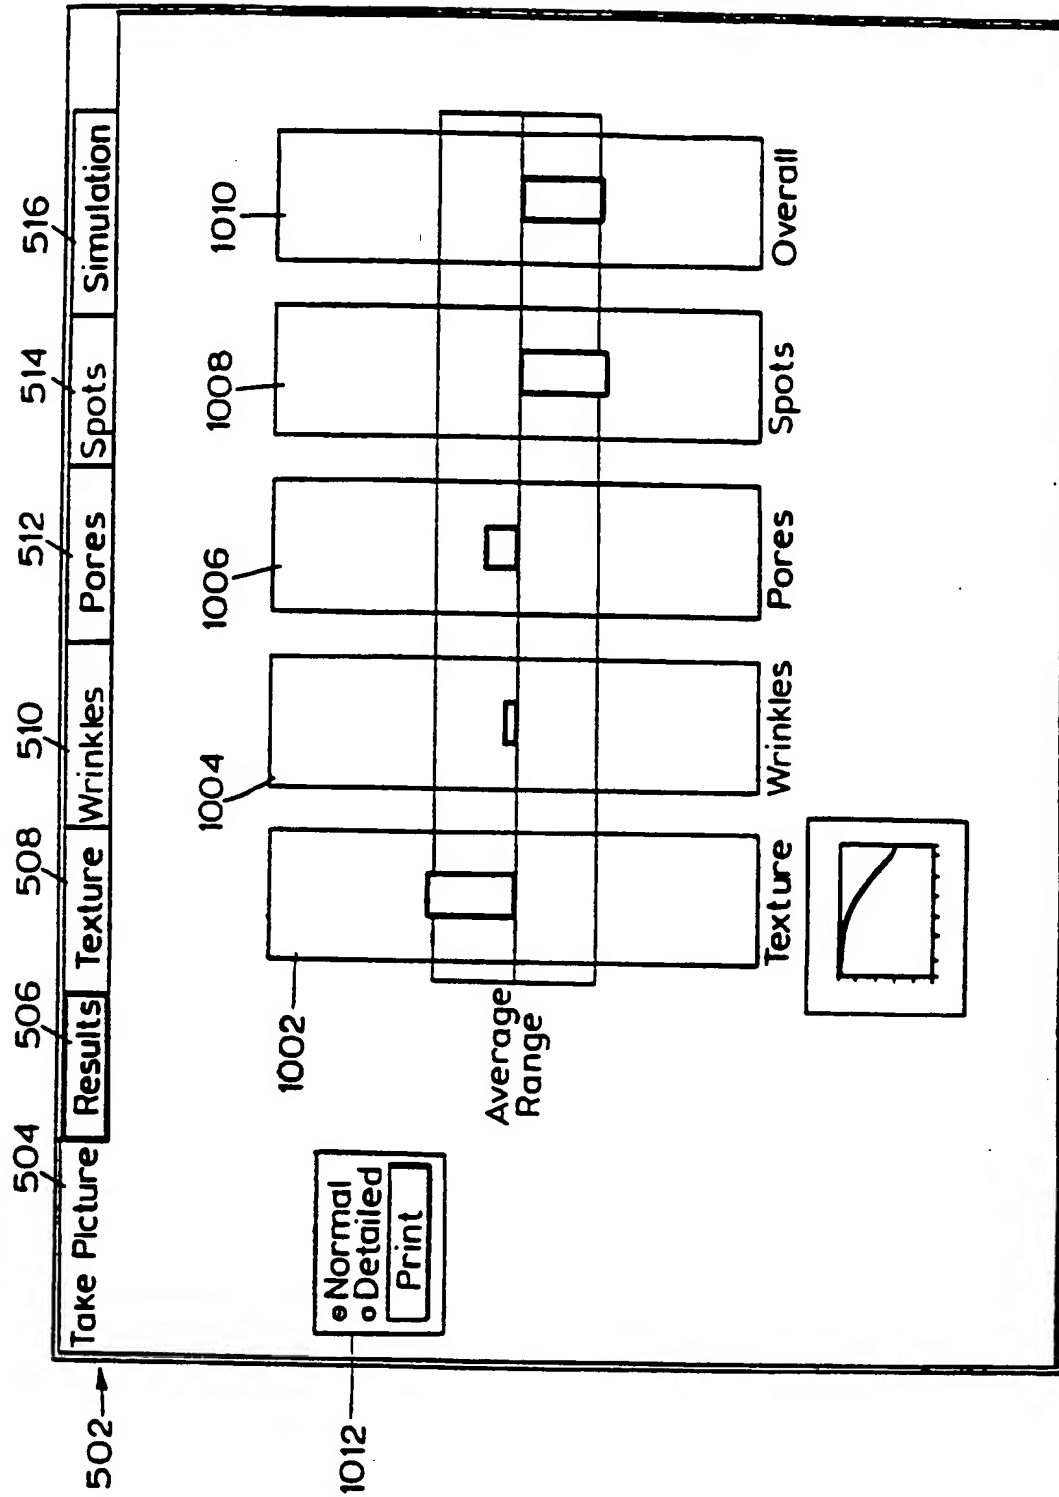 504 506 508 510 512 514 516
502
Take Picture Results Texture Wrinkles Pores Spots Simulation
1012
Normal
Detailed
Print
1002 1004 1006 1008 1010
Average
Range
Texture Wrinkles Pores Spots Overall